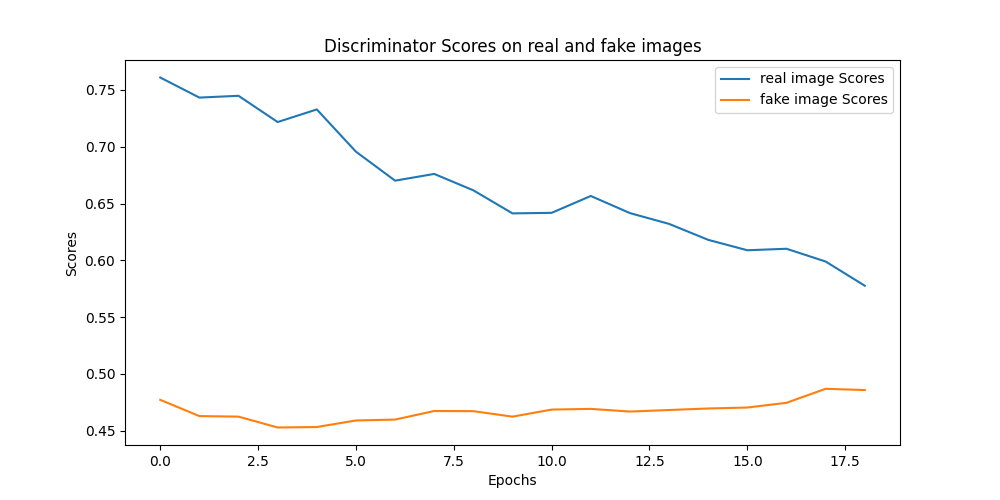 Discriminator Scores on real and fake images
real image Scores
fake image Scores
0.75
0.70
0.65
0.60
0.55
0.50
0.45
Scores
0.0 2.5 5.0 7.5 10.0 12.5 15.0 17.5
Epochs